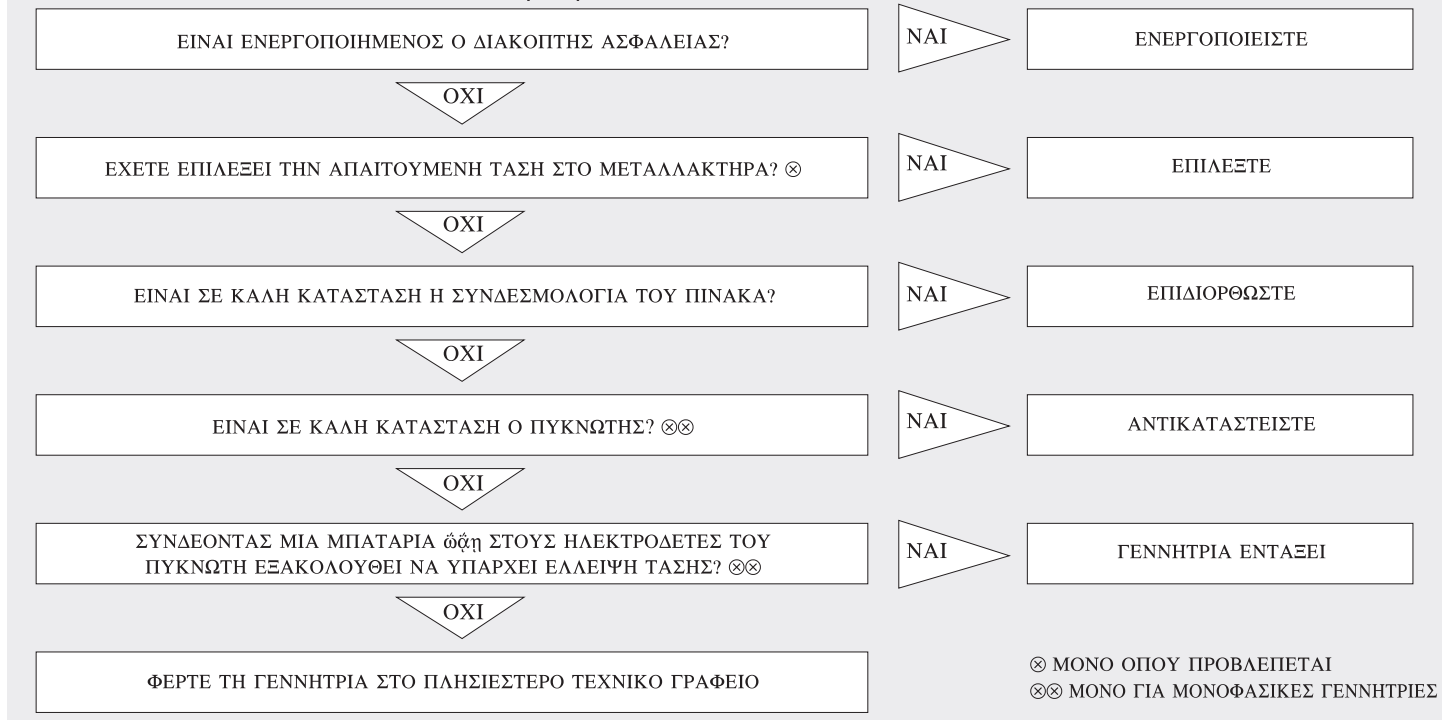 ΕΙΝΑΙ ΕΝΕΡΓΟΠΟΙΗΜΕΝΟΣ Ο ΔΙΑΚΟΠΤΗΣ ΑΣΦΑΛΕΙΑΣ?
ΝΑΙ
ΕΝΕΡΓΟΠΟΙΕΙΣΤΕ
ΟΧΙ
ΕΧΕΤΕ ΕΠΙΛΕΞΕΙ ΤΗΝ ΑΠΑΙΤΟΥΜΕΝΗ ΤΑΣΗ ΣΤΟ ΜΕΤΑΛΛΑΚΤΗΡΑ? ⊗
ΝΑΙ
ΕΠΙΛΕΞΤΕ
ΟΧΙ
ΕΙΝΑΙ ΣΕ ΚΑΛΗ ΚΑΤΑΣΤΑΣΗ Η ΣΥΝΔΕΣΜΟΛΟΓΙΑ ΤΟΥ ΠΙΝΑΚΑ?
ΝΑΙ
ΕΠΙΔΙΟΡΘΩΣΤΕ
ΟΧΙ
ΕΙΝΑΙ ΣΕ ΚΑΛΗ ΚΑΤΑΣΤΑΣΗ Ο ΠΥΚΝΩΤΗΣ? ⊗⊗
ΝΑΙ
ΑΝΤΙΚΑΤΑΣΤΕΙΣΤΕ
ΟΧΙ
ΣΥΝΔΕΟΝΤΑΣ ΜΙΑ ΜΠΑΤΑΡΙΑ ΣΤΟΥΣ ΗΛΕΚΤΡΟΔΕΤΕΣ ΤΟΥ
ΠΥΚΝΩΤΗ ΕΞΑΚΟΛΟΥΘΕΙ ΝΑ ΥΠΑΡΧΕΙ ΕΛΛΕΙΨΗ ΤΑΣΗΣ? ⊗⊗
ΝΑΙ
ΓΕΝΝΗΤΡΙΑ ΕΝΤΑΞΕΙ
ΟΧΙ
ΦΕΡΤΕ ΤΗ ΓΕΝΝΗΤΡΙΑ ΣΤΟ ΠΛΗΣΙΕΣΤΕΡΟ ΤΕΧΝΙΚΟ ΓΡΑΦΕΙΟ
⊗ ΜΟΝΟ ΟΠΟΥ ΠΡΟΒΛΕΠΕΤΑΙ
⊗⊗ ΜΟΝΟ ΓΙΑ ΜΟΝΟΦΑΣΙΚΕΣ ΓΕΝΝΗΤΡΙΕΣ